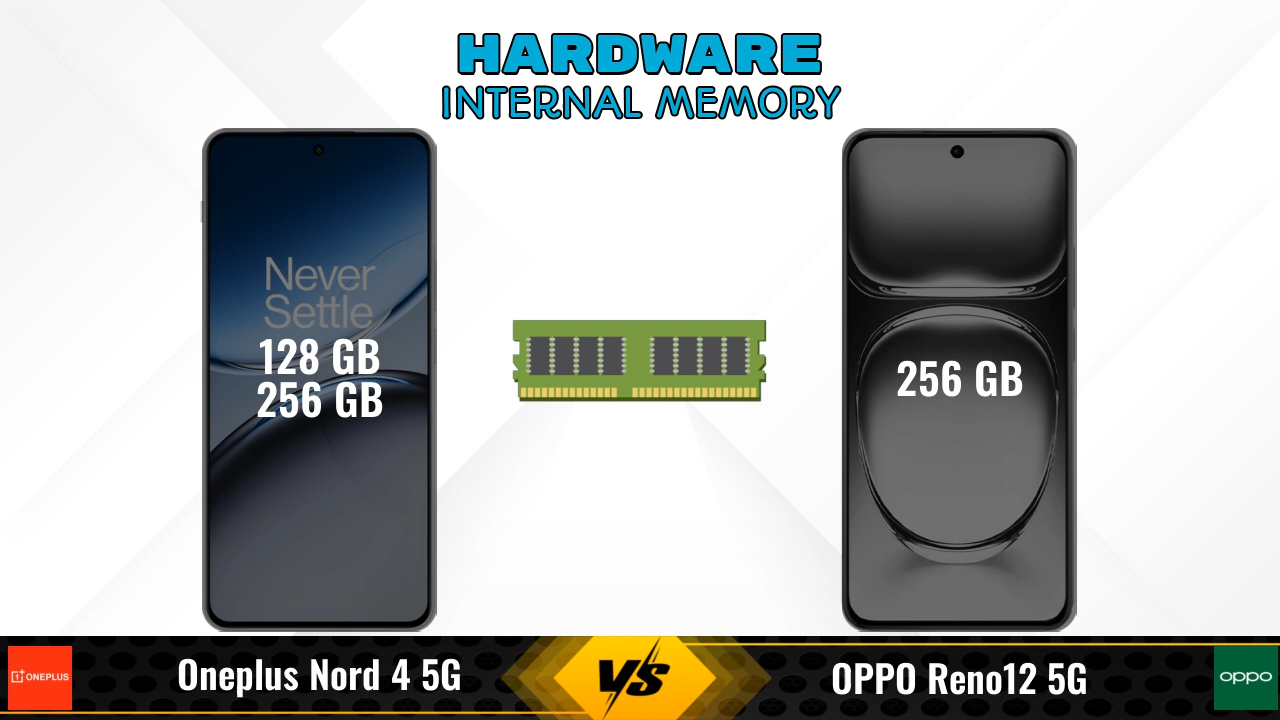 HARDWARE
INTERNAL MEMORY
Never
Settle
128 GB
256 GB
256 GB
1+ ONEPLUS
Oneplus Nord 4 5G
VS
OPPO Reno12 5G
oppo